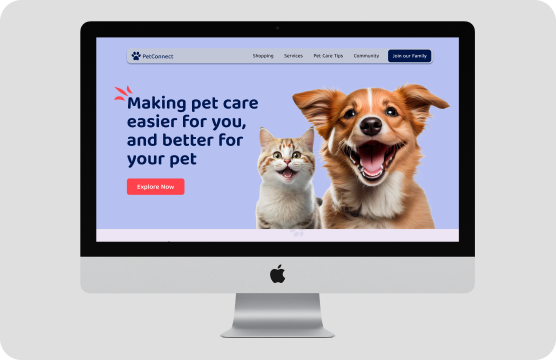 PetConnect
Shopping
Services
Pet Care Tips
Community
Join our Family
Making pet care
easier for you,
and better for
your pet
Explore Now